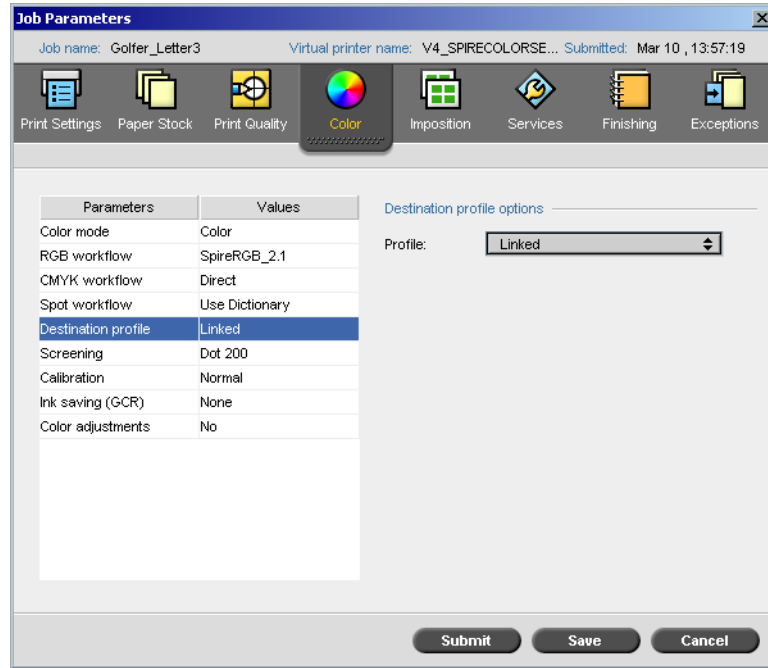 Job Parameters
Job name: Golfer_Letter3 Virtual printer name: V4_SPIRECOLORSE... Submitted: Mar 10 , 13:57:19
Print Settings Paper Stock Print Quality Color Imposition Services Finishing Exceptions
Parameters Values
Color mode Color
RGB workflow SpireRGB_2.1
CMYK workflow Direct
Spot workflow Use Dictionary
Destination profile Linked
Screening Dot 200
Calibration Normal
Ink saving (GCR) None
Color adjustments No
Destination profile options
Profile: Linked
Submit Save Cancel